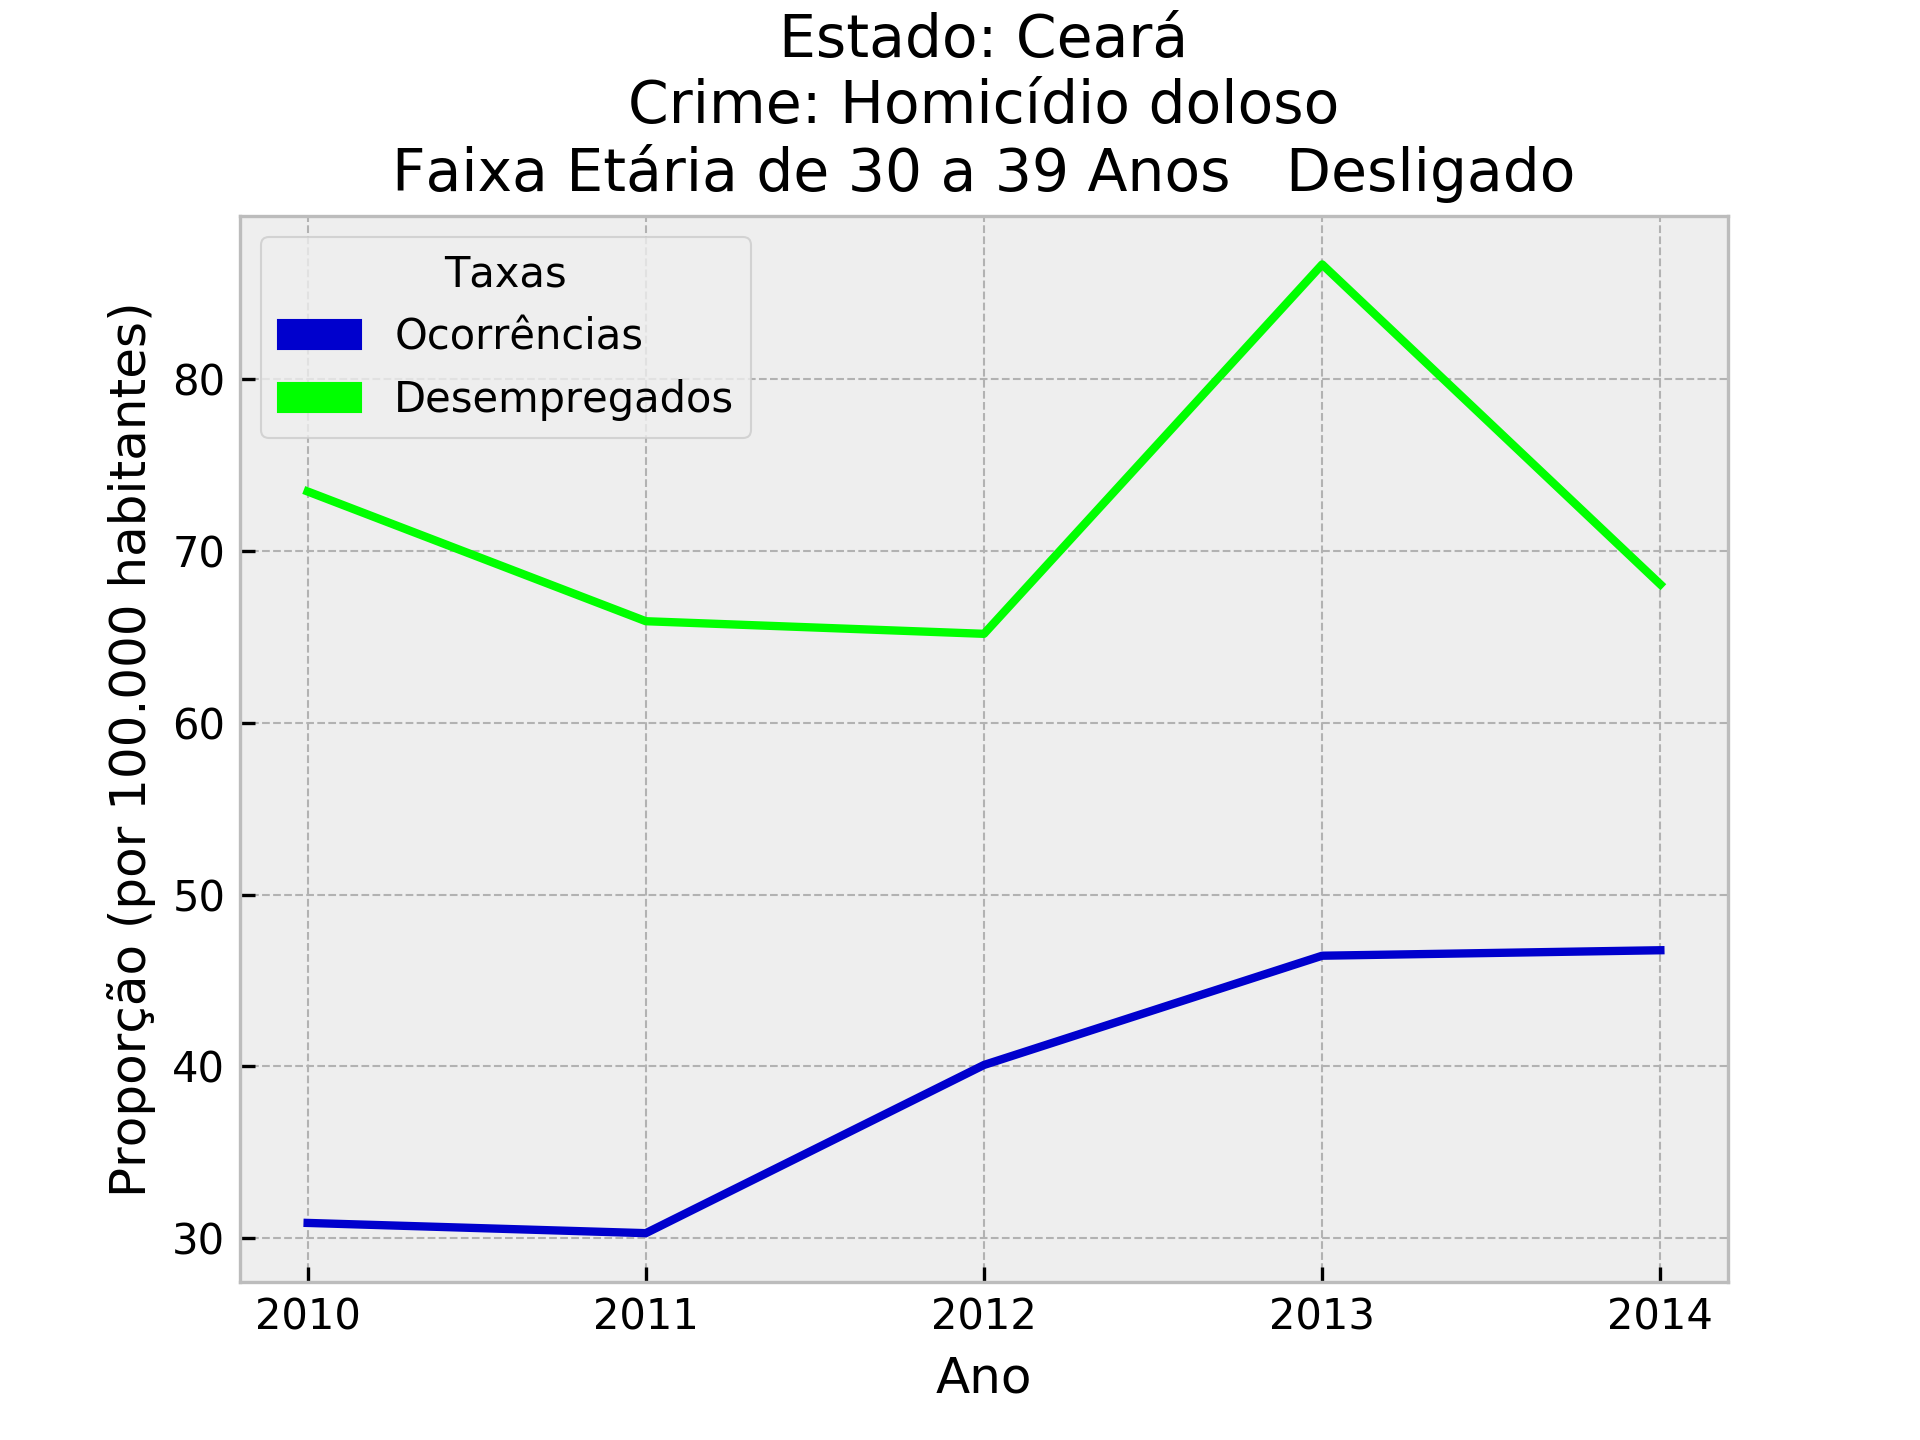 Estado: Ceará
Crime: Homicídio doloso
Faixa Etária de 30 a 39 Anos   Desligado
Taxas
Ocorrências
Desempregados
Proporção (por 100.000 habitantes)
80
70
60
50
40
30
2010 2011 2012 2013 2014
Ano